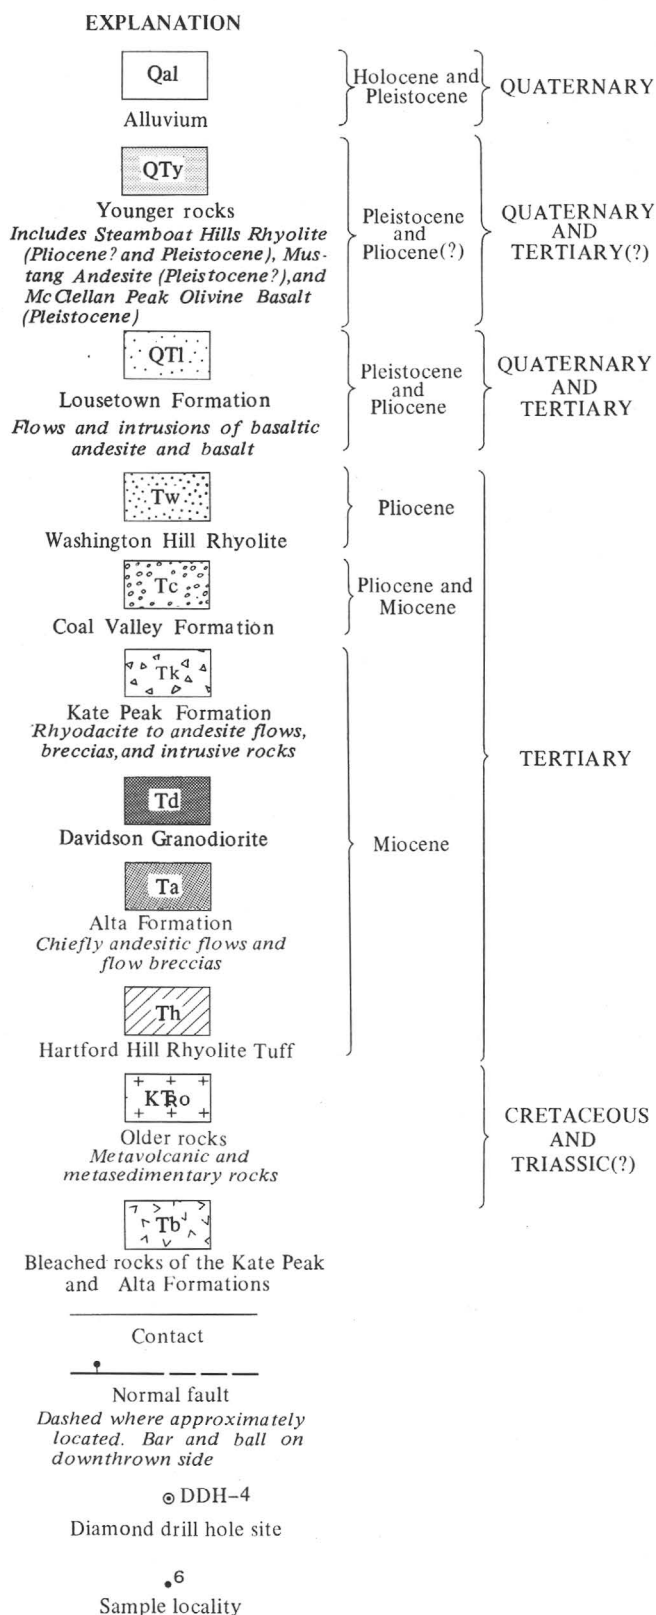 EXPLANATION
Qal
Alluvium
Holocene and
Pleistocene
QUATERNARY
QTy
Younger rocks
Includes Steamboat Hills Rhyolite
(Pliocene? and Pleistocene), Mus-
tang Andesite (Pleistocene?),and
McClellan Peak Olivine Basalt
(Pleistocene)
Pleistocene
and
Pliocene(?)
QUATERNARY
AND
TERTIARY(?)
QTl
Lousetown Formation
Flows and intrusions of basaltic
andesite and basalt
Pleistocene
and
Pliocene
QUATERNARY
AND
TERTIARY
Tw
Washington Hill Rhyolite
Pliocene
Tc
Coal Valley Formation
Pliocene and
Miocene
Tk
Kate Peak Formation
Rhyodacite to andesite flows,
breccias,and intrusive rocks
Td
Davidson Granodiorite
Ta
Alta Formation
Chiefly andesitic flows and
flow breccias
Th
Hartford Hill Rhyolite Tuff
Miocene
TERTIARY
KTRo
Older rocks
Metavolcanic and
metasedimentary rocks
CRETACEOUS
AND
TRIASSIC(?)
Tb
Bleached rocks of the Kate Peak
and Alta Formations
Contact
Normal fault
Dashed where approximately
located. Bar and ball on
downthrown side
DDH-4
Diamond drill hole site
6
Sample locality